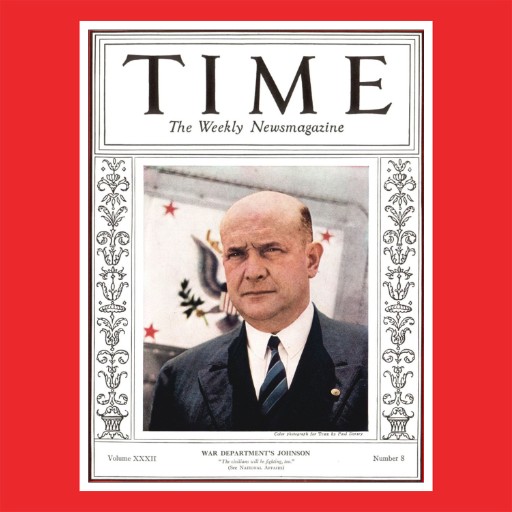 TIME
The Weekly Newsmagazine
Color photograph for TIME by Paul Dorsey
Volume XXXII
WAR DEPARTMENT'S JOHNSON
"The civilians will be fighting, too."
(See NATIONAL AFFAIRS)
Number 8